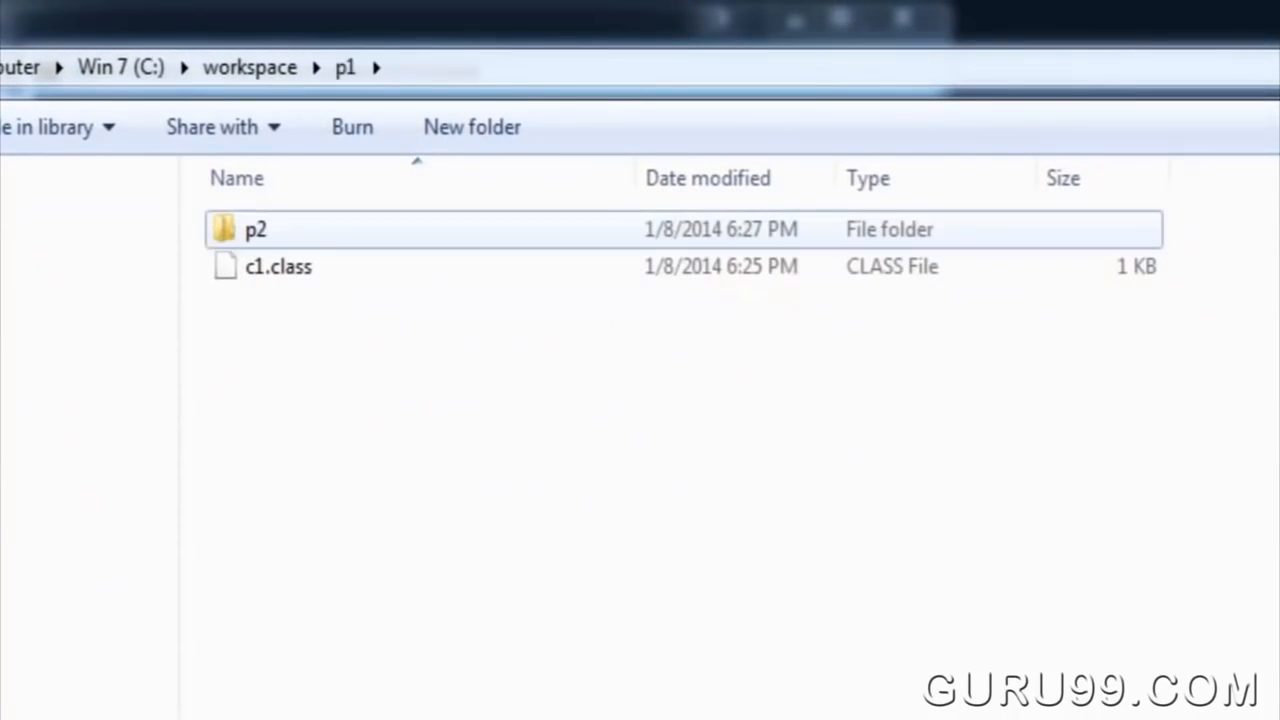 Win 7 (C:) workspace p1
in library Share with Burn New folder
Name Date modified Type Size
p2 1/8/2014 6:27 PM File folder
c1.class 1/8/2014 6:25 PM CLASS File 1 KB
GURU99.COM